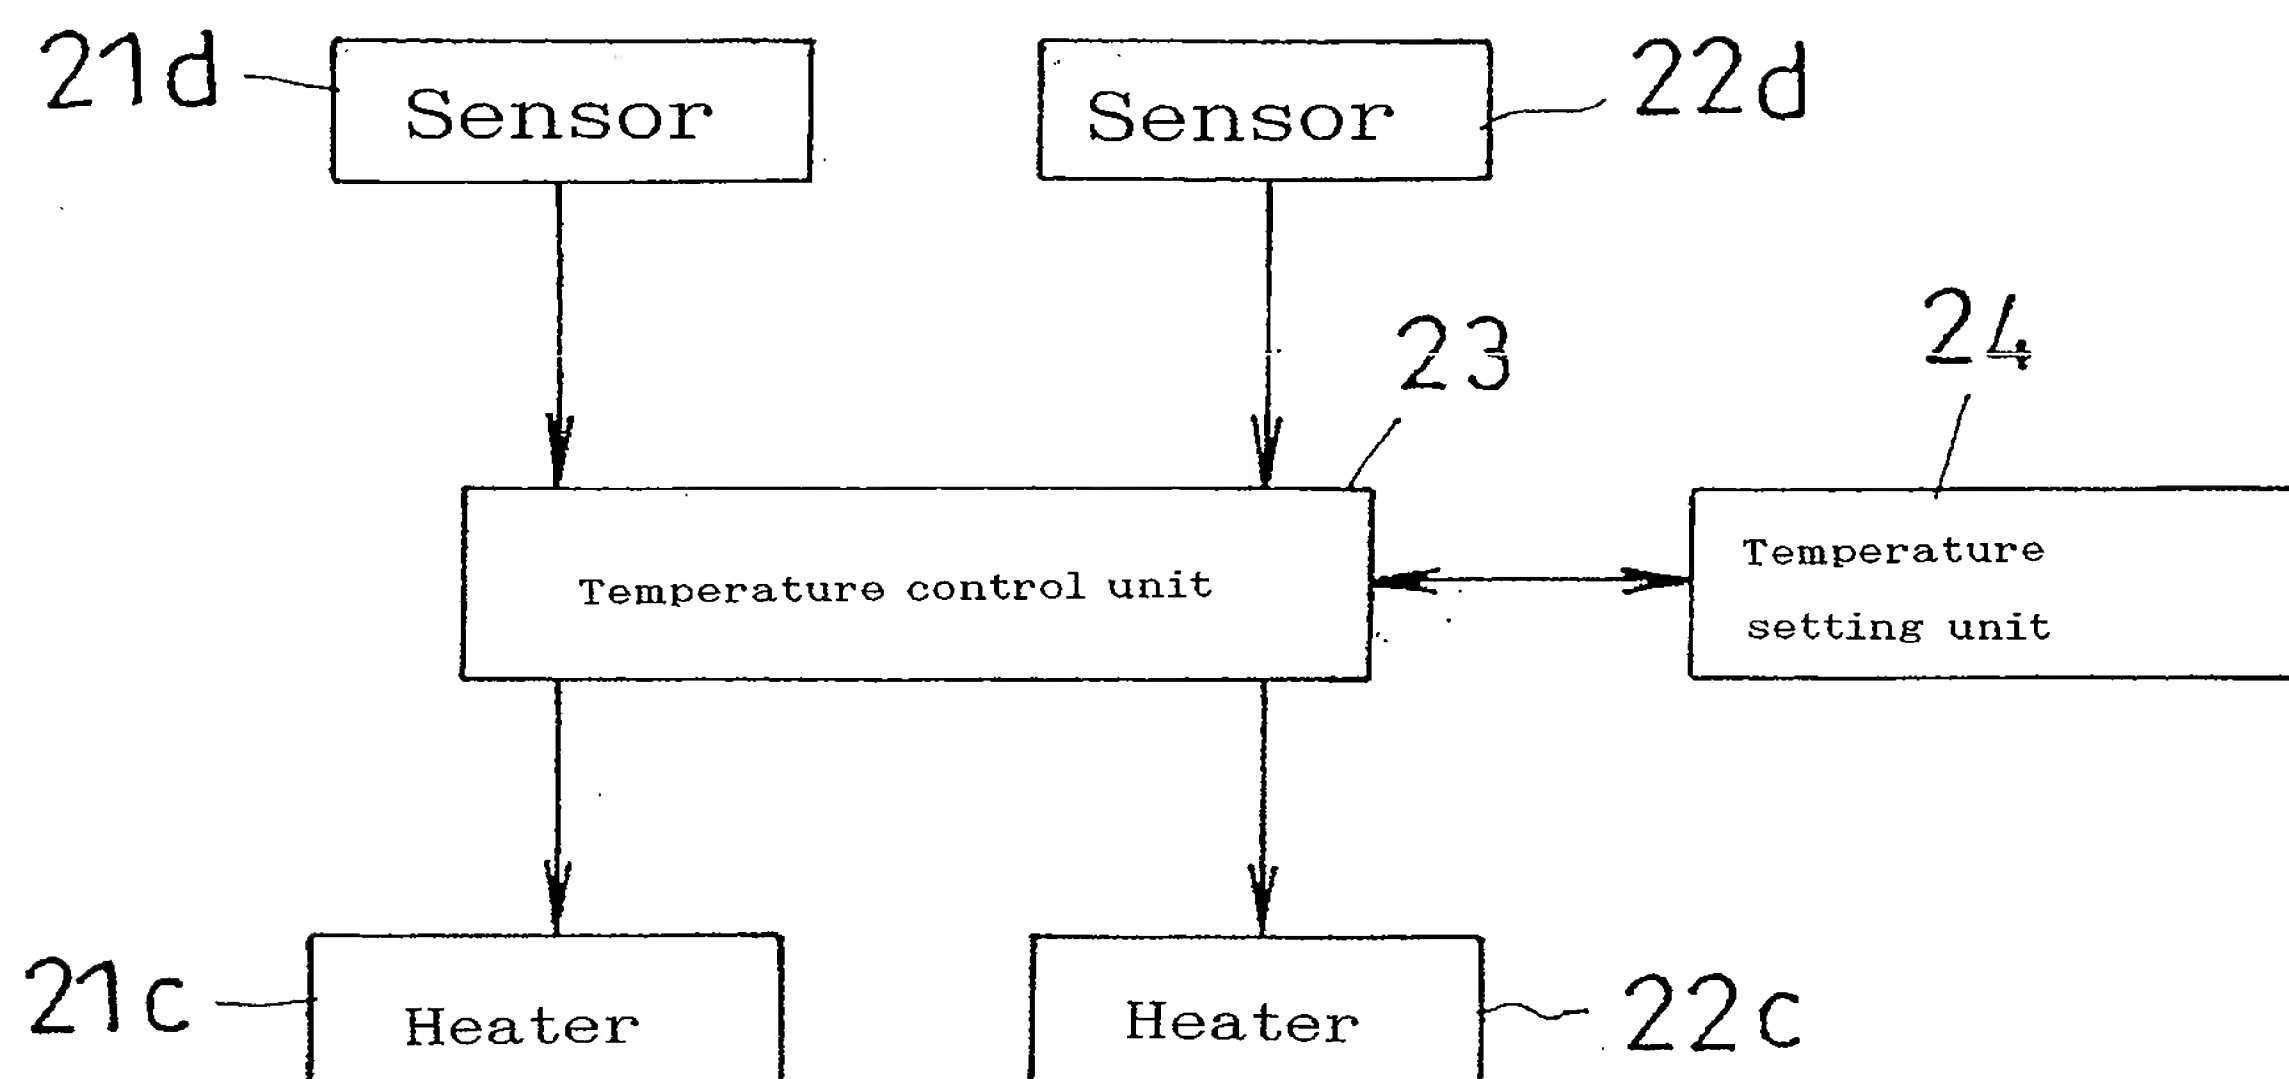 21d
Sensor
Sensor
22d
23
24
Temperature control unit
Temperature
setting unit
21c
Heater
Heater
22c